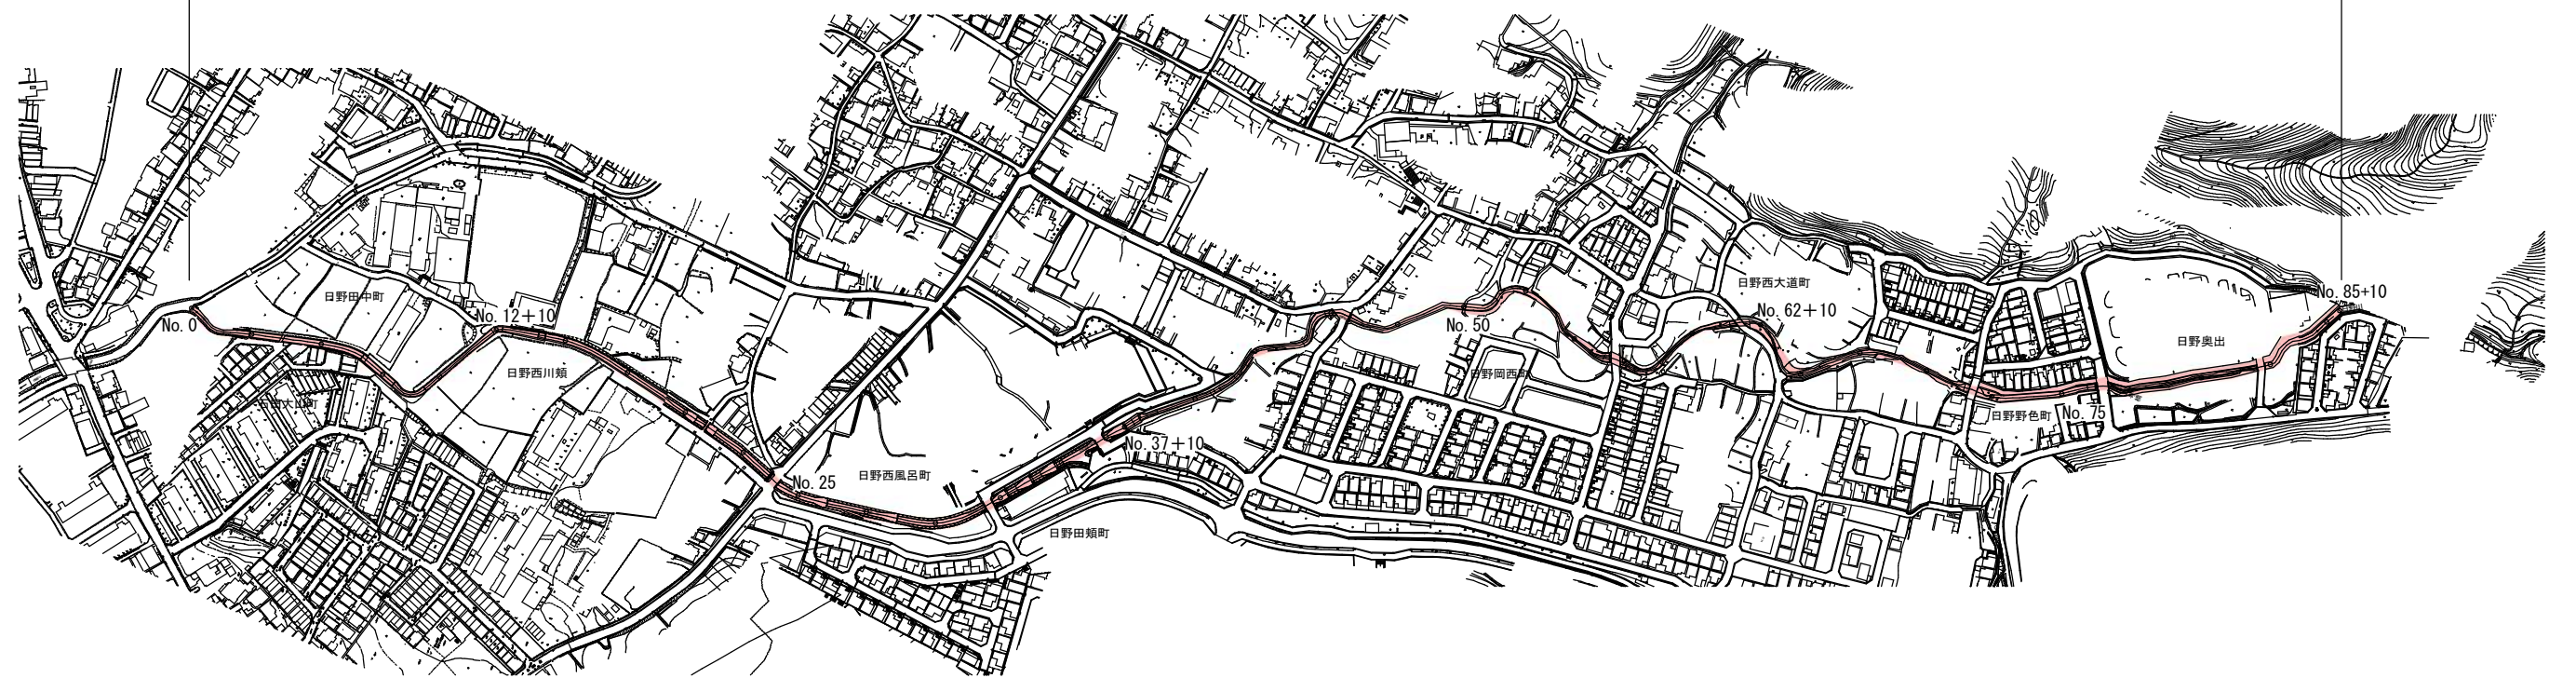 No. 0
日野田中町
No. 12+10
日野西川頬
No. 25
日野西風呂町
No. 37+10
日野田頬町
No. 50
日野岡西町
日野西大道町
No. 62+10
日野野色町
No. 75
日野奥出
No. 85+10